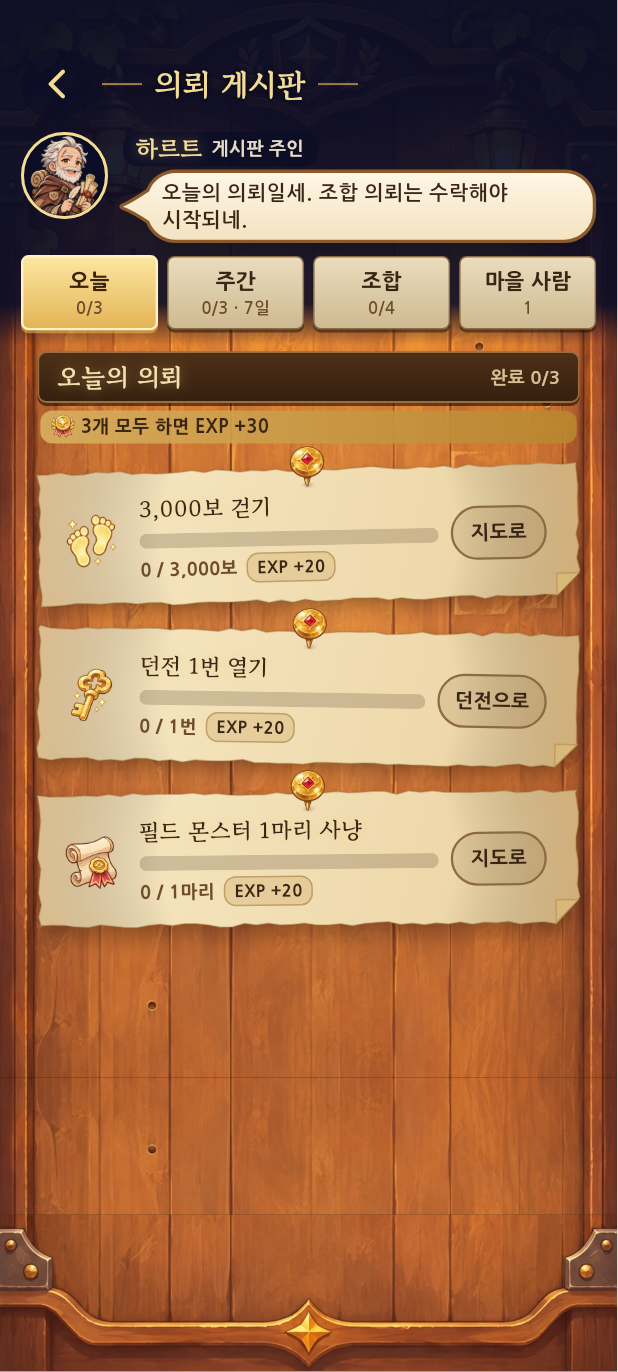 의뢰 게시판
하르트 게시판 주인
오늘의 의뢰일세. 조합 의뢰는 수락해야
시작되네.
오늘
0/3
주간
0/3 · 7일
조합
0/4
마을 사람
1
오늘의 의뢰
완료 0/3
3개 모두 하면 EXP +30
3,000보 걷기
0 / 3,000보 EXP +20
지도로
던전 1번 열기
0 / 1번 EXP +20
던전으로
필드 몬스터 1마리 사냥
0 / 1마리 EXP +20
지도로